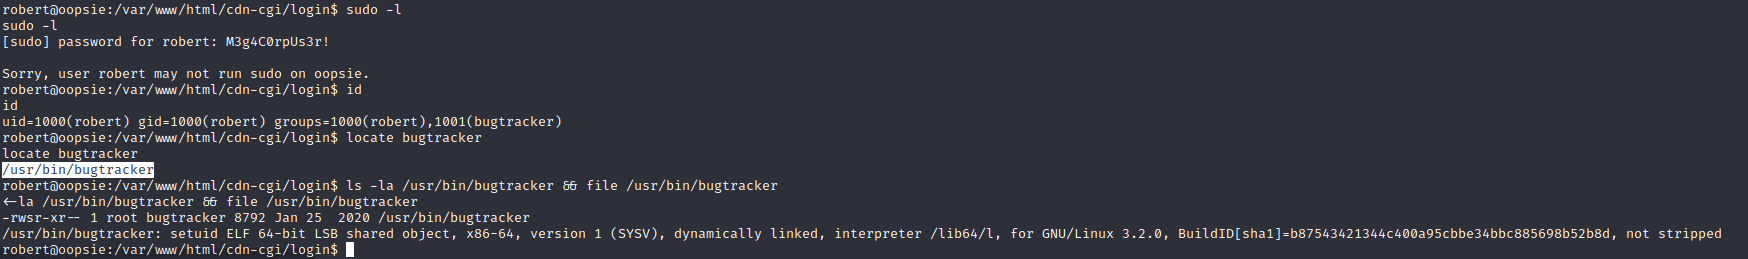 robert@oopsie:/var/www/html/cdn-cgi/login$ sudo -l
sudo -l
[sudo] password for robert: M3g4C0rpUs3r!
Sorry, user robert may not run sudo on oopsie.
robert@oopsie:/var/www/html/cdn-cgi/login$ id
id
uid=1000(robert) gid=1000(robert) groups=1000(robert),1001(bugtracker)
robert@oopsie:/var/www/html/cdn-cgi/login$ locate bugtracker
locate bugtracker
/usr/bin/bugtracker
robert@oopsie:/var/www/html/cdn-cgi/login$ ls -la /usr/bin/bugtracker && file /usr/bin/bugtracker
<-la /usr/bin/bugtracker && file /usr/bin/bugtracker
-rwsr-xr-- 1 root bugtracker 8792 Jan 25  2020 /usr/bin/bugtracker
/usr/bin/bugtracker: setuid ELF 64-bit LSB shared object, x86-64, version 1 (SYSV), dynamically linked, interpreter /lib64/l, for GNU/Linux 3.2.0, BuildID[sha1]=b87543421344c400a95cbbe34bbc885698b52b8d, not stripped
robert@oopsie:/var/www/html/cdn-cgi/login$